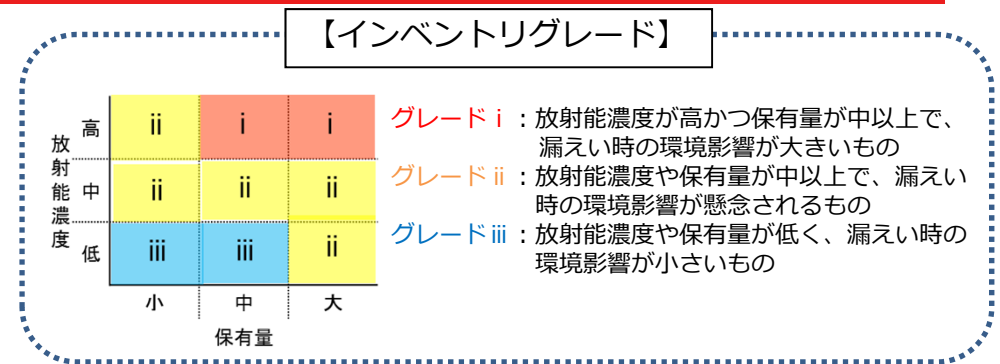 【インベントリグレード】
放射能濃度
高 ii i i
中 ii ii ii
低 iii iii ii
小 中 大
保有量
グレード i ：放射能濃度が高かつ保有量が中以上で、
漏えい時の環境影響が大きいもの
グレード ii ：放射能濃度や保有量が中以上で、漏えい
時の環境影響が懸念されるもの
グレード iii ：放射能濃度や保有量が低く、漏えい時の
環境影響が小さいもの